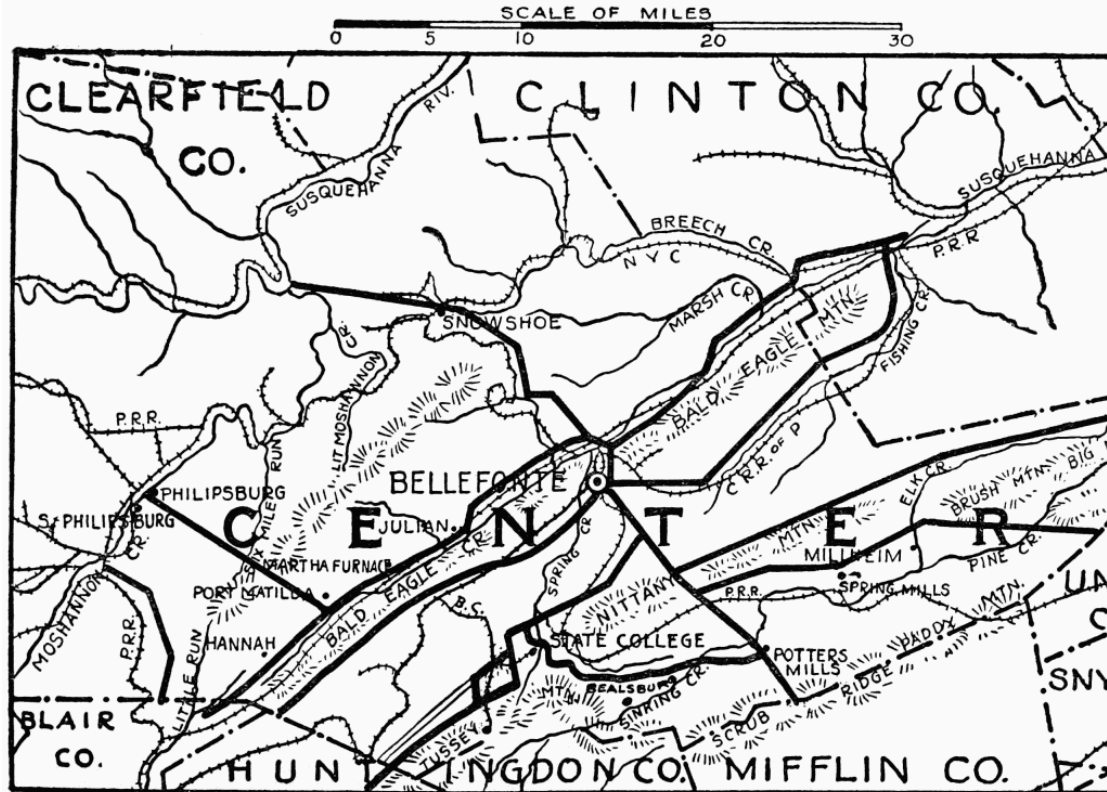 SCALE OF MILES
0 5 10 20 30
CLEARFIELD
CO.
CLINTON CO.
SUSQUEHANNA
RIV.
SUSQUEHANNA
P.R.R
BREECH CR.
N Y C
MARSH CR.
SNOWSHOE
CR.
LIT MOSHANNON
BALD EAGLE MTN
FISHING CR.
C R.R. OF P
P.R.R.
SIX MILE RUN
BELLEFONTE
PHILIPSBURG
S. PHILIPSBURG
CENTER
JULIAN
MARTHA FURNACE
PORT MATILDA
BALD EAGLE CR.
SPRING CR.
B.C.
HANNAH
LITTLE RUN
MOSHANNON CR.
P.R.R.
NITTANY MTN
ELK CR.
BRUSH MTN
BIG
MILLHEIM
PINE CR.
P.R.R.
SPRING MILLS
STATE COLLEGE
POTTERS
MILLS
PADDY MTN.
BEALSBURG
SINKING CR.
TUSSEY MTN.
SCRUB RIDGE
BLAIR
CO.
HUNTINGDON CO.
MIFFLIN CO.
UA
C
SNY